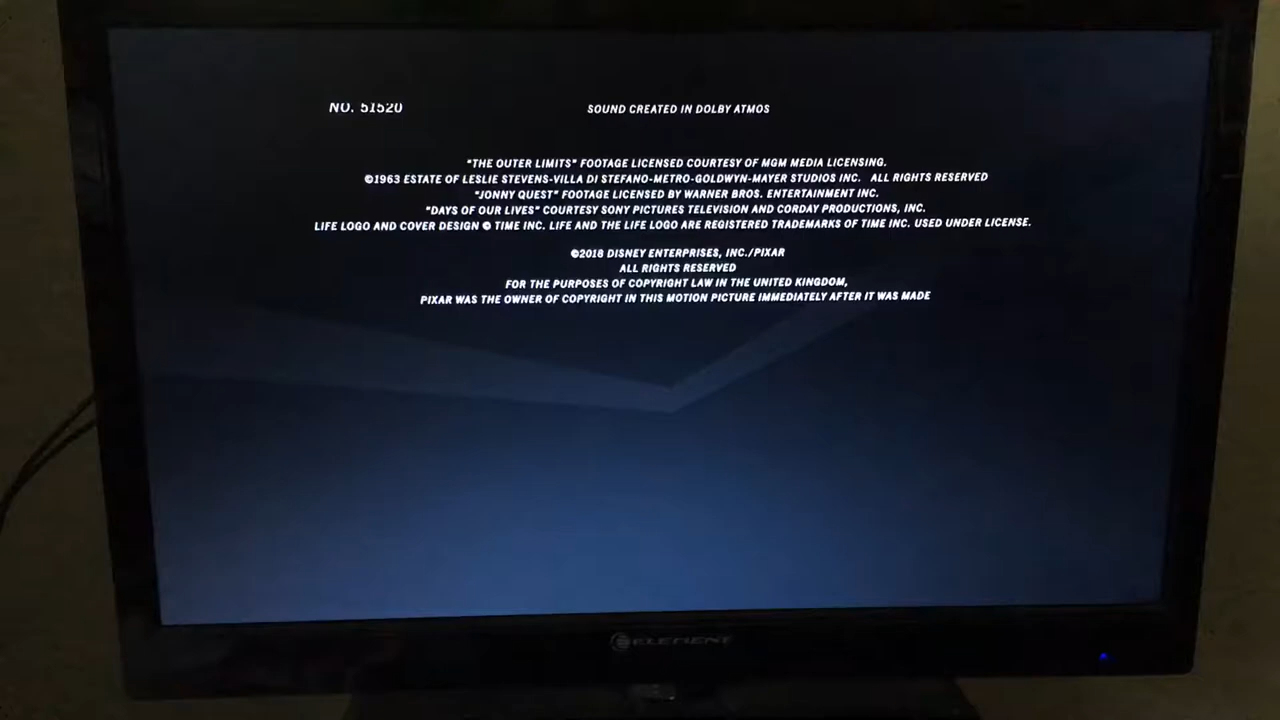 NO. 51520 SOUND CREATED IN DOLBY ATMOS
"THE OUTER LIMITS" FOOTAGE LICENSED COURTESY OF MGM MEDIA LICENSING.
©1963 ESTATE OF LESLIE STEVENS-VILLA DI STEFANO-METRO-GOLDWYN-MAYER STUDIOS INC. ALL RIGHTS RESERVED
"JONNY QUEST" FOOTAGE LICENSED BY WARNER BROS. ENTERTAINMENT INC.
"DAYS OF OUR LIVES" COURTESY SONY PICTURES TELEVISION AND CORDAY PRODUCTIONS, INC.
LIFE LOGO AND COVER DESIGN © TIME INC. LIFE AND THE LIFE LOGO ARE REGISTERED TRADEMARKS OF TIME INC. USED UNDER LICENSE.
©2018 DISNEY ENTERPRISES, INC./PIXAR
ALL RIGHTS RESERVED
FOR THE PURPOSES OF COPYRIGHT LAW IN THE UNITED KINGDOM,
PIXAR WAS THE OWNER OF COPYRIGHT IN THIS MOTION PICTURE IMMEDIATELY AFTER IT WAS MADE
ELEMENT